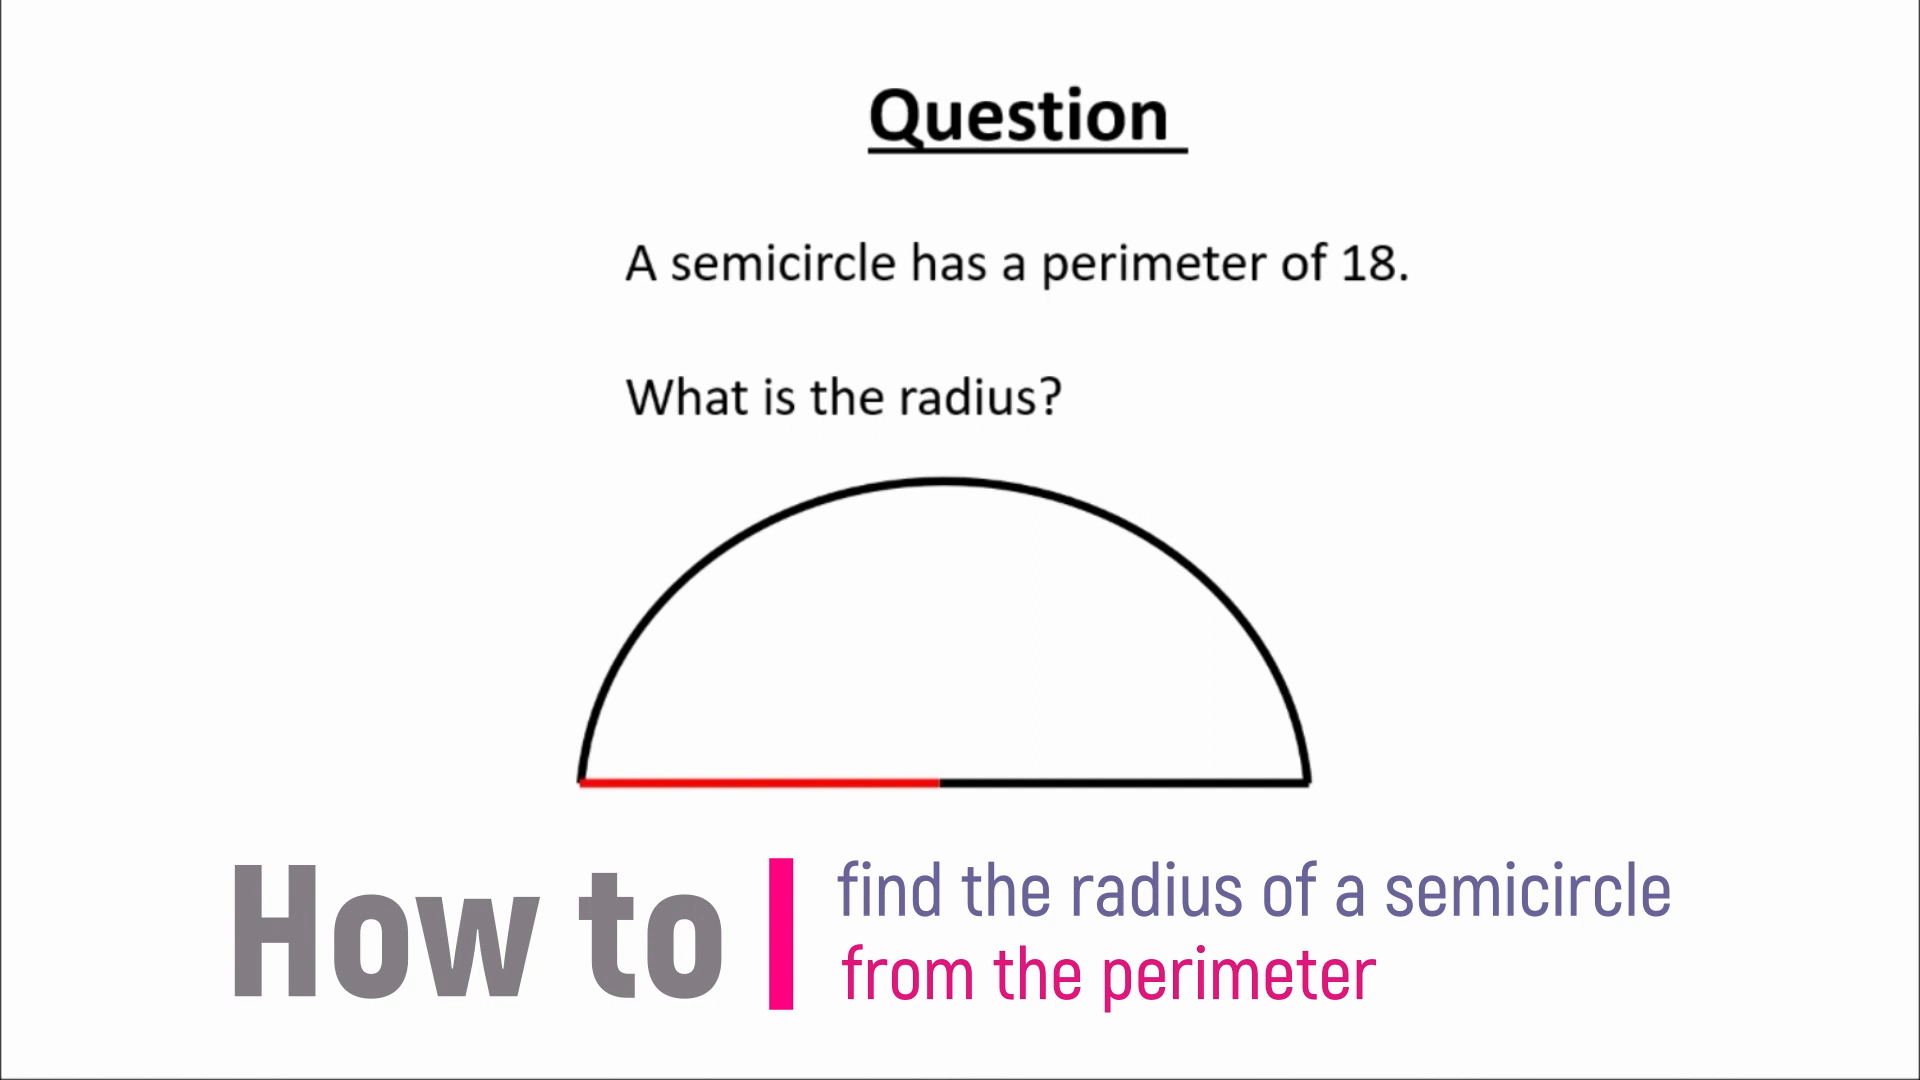 Question
A semicircle has a perimeter of 18.
What is the radius?
How to
find the radius of a semicircle
from the perimeter